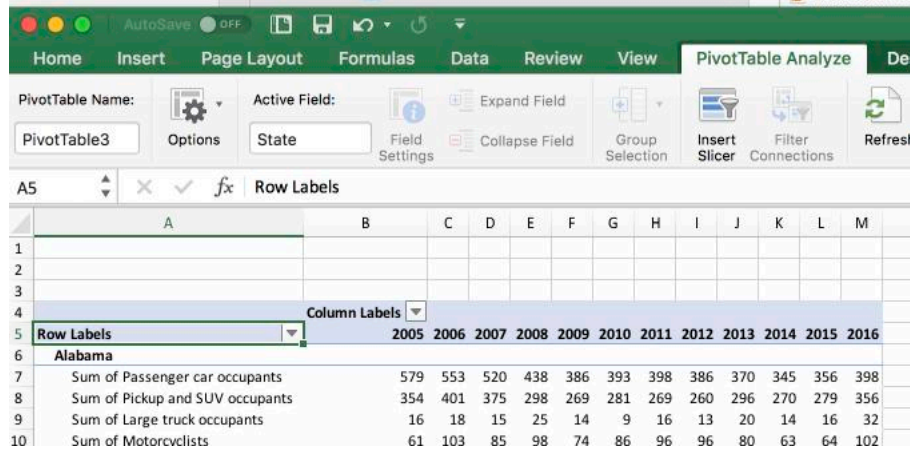 AutoSave OFF
Home Insert Page Layout Formulas Data Review View PivotTable Analyze De
PivotTable Name: Active Field: Expand Field
PivotTable3 Options State Field Settings Collapse Field Group Selection Insert Slicer Filter Connections Refresh
A5 fx Row Labels
A B C D E F G H I J K L M
1
2
3
4 Column Labels
5 Row Labels 2005 2006 2007 2008 2009 2010 2011 2012 2013 2014 2015 2016
6 Alabama
7 Sum of Passenger car occupants 579 553 520 438 386 393 398 386 370 345 356 398
8 Sum of Pickup and SUV occupants 354 401 375 298 269 281 269 260 296 270 279 356
9 Sum of Large truck occupants 16 18 15 25 14 9 16 13 20 14 16 32
10 Sum of Motorcyclists 61 103 85 98 74 86 96 96 80 63 64 102